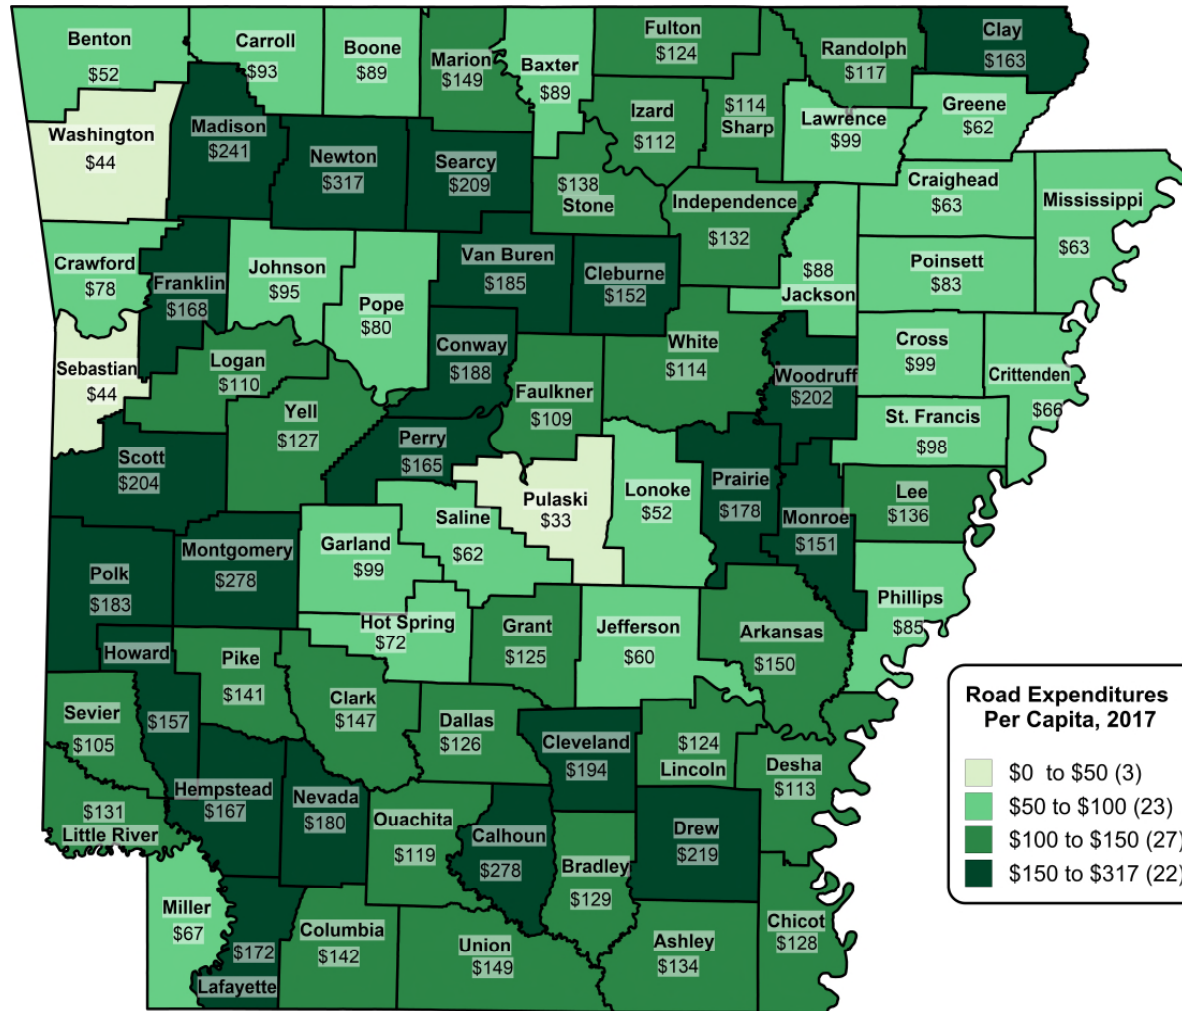 Benton
$52
Carroll
$93
Boone
$89
Marion
$149
Baxter
$89
Fulton
$124
Randolph
$117
Clay
$163
Washington
$44
Madison
$241
Newton
$317
Searcy
$209
$138
Stone
Izard
$112
$114
Sharp
Lawrence
$99
Greene
$62
Independence
$132
Craighead
$63
Mississippi
$63
Crawford
$78
Franklin
$168
Johnson
$95
Pope
$80
Van Buren
$185
Cleburne
$152
$88
Jackson
Poinsett
$83
Sebastian
$44
Logan
$110
Yell
$127
Conway
$188
Faulkner
$109
White
$114
Woodruff
$202
Cross
$99
Crittenden
$66
St. Francis
$98
Scott
$204
Perry
$165
Pulaski
$33
Lonoke
$52
Prairie
$178
Monroe
$151
Lee
$136
Polk
$183
Montgomery
$278
Garland
$99
Saline
$62
Hot Spring
$72
Grant
$125
Jefferson
$60
Arkansas
$150
Phillips
$85
Howard
$157
Pike
$141
Clark
$147
Dallas
$126
Cleveland
$194
$124
Lincoln
Desha
$113
Sevier
$105
$131
Little River
Hempstead
$167
Nevada
$180
Ouachita
$119
Calhoun
$278
Bradley
$129
Drew
$219
Miller
$67
$172
Lafayette
Columbia
$142
Union
$149
Ashley
$134
Chicot
$128
Road Expenditures
Per Capita, 2017
$0 to $50 (3)
$50 to $100 (23)
$100 to $150 (27)
$150 to $317 (22)